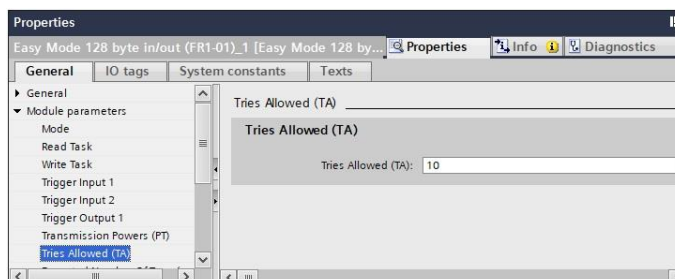 Properties
Easy Mode 128 byte in/out (FR1-01)_1 [Easy Mode 128 by... Properties Info Diagnostics
General IO tags System constants Texts
General
Module parameters
Mode
Read Task
Write Task
Trigger Input 1
Trigger Input 2
Trigger Output 1
Transmission Powers (PT)
Tries Allowed (TA)
Tries Allowed (TA)
Tries Allowed (TA)
Tries Allowed (TA): 10